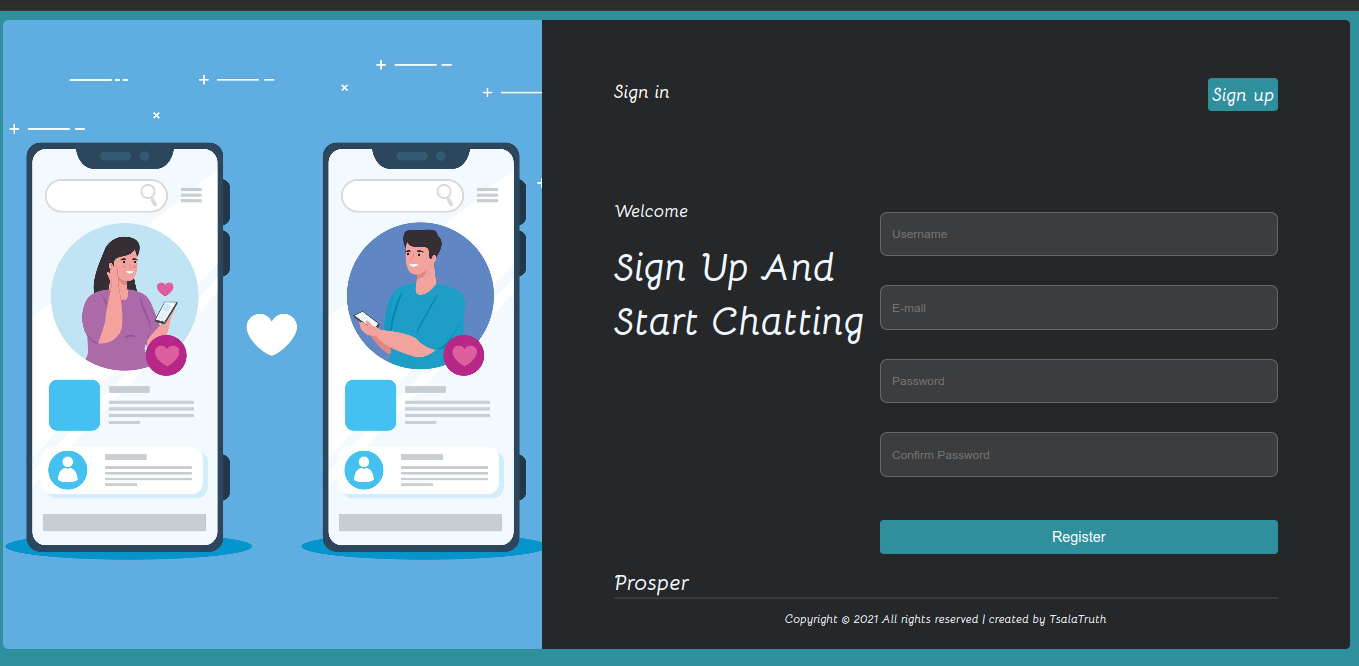 Sign in
Sign up
Welcome
Sign Up And
Start Chatting
Username
E-mail
Password
Confirm Password
Register
Prosper
Copyright © 2021 All rights reserved | created by TsalaTruth